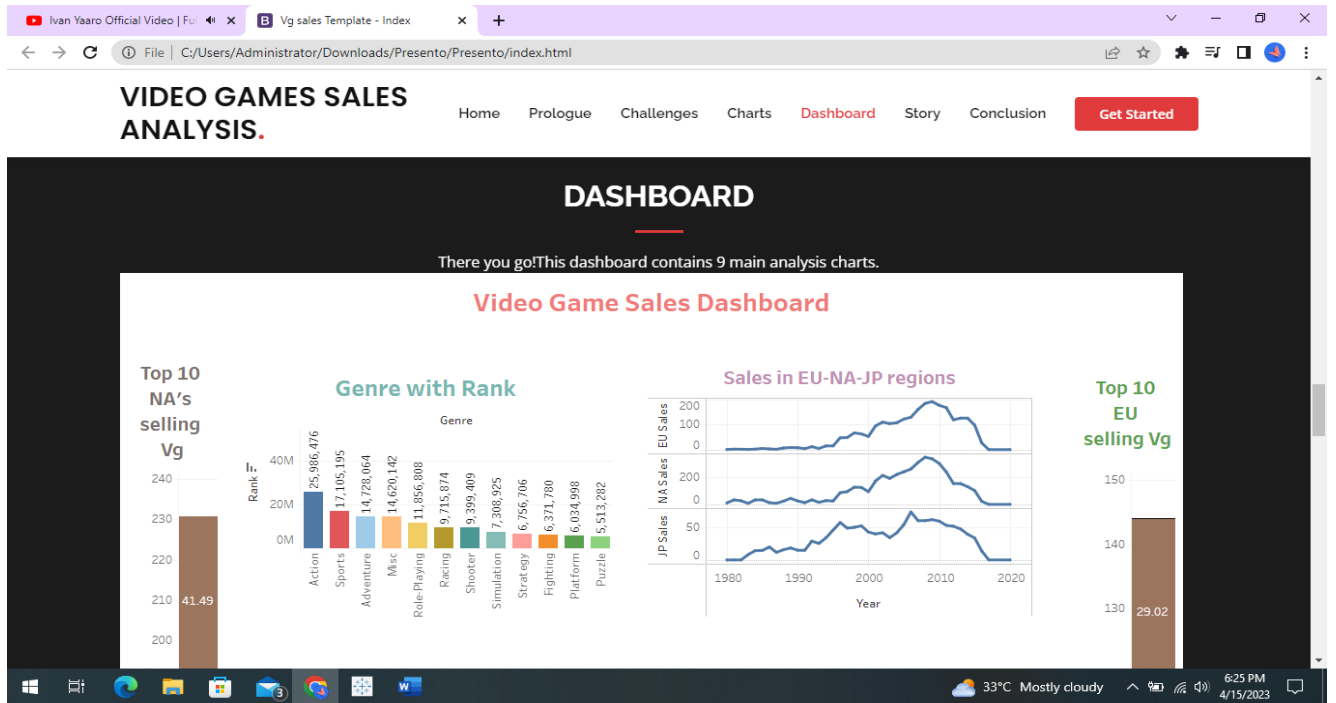 Ivan Yaaro Official Video | Ful
Vg sales Template - Index
File | C:/Users/Administrator/Downloads/Presento/Presento/index.html
VIDEO GAMES SALES
ANALYSIS.
Home
Prologue
Challenges
Charts
Dashboard
Story
Conclusion
Get Started
DASHBOARD
There you go!This dashboard contains 9 main analysis charts.
Video Game Sales Dashboard
Top 10
NA's
selling
Vg
240
230
220
210
200
41.49
Genre with Rank
Genre
Rank
40M
20M
0M
25,986,476
17,105,195
14,728,064
14,620,142
11,856,808
9,715,874
9,399,409
7,308,925
6,756,706
6,371,780
6,034,998
5,513,282
Action
Sports
Adventure
Misc
Role-Playing
Racing
Shooter
Simulation
Strategy
Fighting
Platform
Puzzle
Sales in EU-NA-JP regions
EU Sales
200
100
0
NA Sales
200
0
JP Sales
50
0
1980
1990
2000
2010
2020
Year
Top 10
EU
selling Vg
150
140
130
29.02
3
33°C Mostly cloudy
6:25 PM
4/15/2023